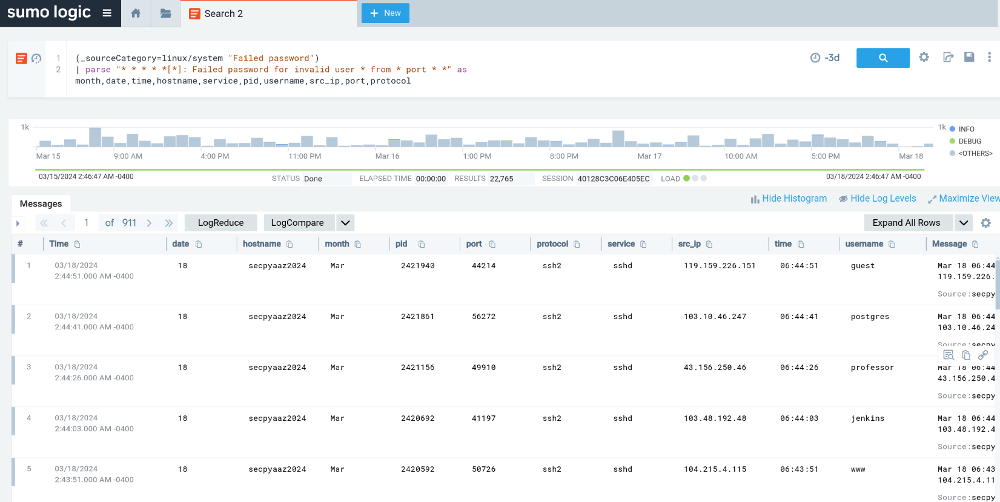 sumo logic
Search 2
New
1 (_sourceCategory=linux/system "Failed password")
2 | parse "* * * * *[*]: Failed password for invalid user * from * port * *" as
month,date,time,hostname,service,pid,username,src_ip,port,protocol
-3d
1k
1k
INFO
DEBUG
<OTHERS>
Mar 15 9:00 AM 4:00 PM 11:00 PM Mar 16 1:00 PM 8:00 PM Mar 17 10:00 AM 5:00 PM Mar 18
03/15/2024 2:46:47 AM -0400
STATUS Done ELAPSED TIME 00:00:00 RESULTS 22,765 SESSION 40128C3C06E405EC LOAD
03/18/2024 2:46:47 AM -0400
Messages
Hide Histogram Hide Log Levels Maximize View
1 of 911 LogReduce LogCompare Expand All Rows
# Time date hostname month pid port protocol service src_ip time username Message
1 03/18/2024 18 secpyaaz2024 Mar 2421940 44214 ssh2 sshd 119.159.226.151 06:44:51 guest Mar 18 06:44
2:44:51.000 AM -0400 119.159.226.
Source:secpy
2 03/18/2024 18 secpyaaz2024 Mar 2421861 56272 ssh2 sshd 103.10.46.247 06:44:41 postgres Mar 18 06:44
2:44:41.000 AM -0400 103.10.46.24
Source:secpy
3 03/18/2024 18 secpyaaz2024 Mar 2421156 49910 ssh2 sshd 43.156.250.46 06:44:26 professor Mar 18 06:44
2:44:26.000 AM -0400 43.156.250.4
Source:secpy
4 03/18/2024 18 secpyaaz2024 Mar 2420692 41197 ssh2 sshd 103.48.192.48 06:44:03 jenkins Mar 18 06:44
2:44:03.000 AM -0400 103.48.192.4
Source:secpy
5 03/18/2024 18 secpyaaz2024 Mar 2420592 50726 ssh2 sshd 104.215.4.115 06:43:51 www Mar 18 06:43
2:43:51.000 AM -0400 104.215.4.11
Source:secpy